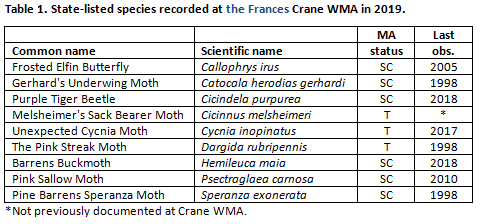 Table 1. State-listed species recorded at the Frances Crane WMA in 2019.
MA Last
Common name Scientific name status obs.
Frosted Elfin Butterfly Callophrys irus SC 2005
Gerhard's Underwing Moth Catocala herodias gerhardi SC 1998
Purple Tiger Beetle Cicindela purpurea SC 2018
Melsheimer's Sack Bearer Moth Cicinnus melsheimeri T *
Unexpected Cycnia Moth Cycnia inopinatus T 2017
The Pink Streak Moth Dargida rubripennis T 1998
Barrens Buckmoth Hemileuca maia SC 2018
Pink Sallow Moth Psectraglaea carnosa SC 2010
Pine Barrens Speranza Moth Speranza exonerata SC 1998
*Not previously documented at Crane WMA.